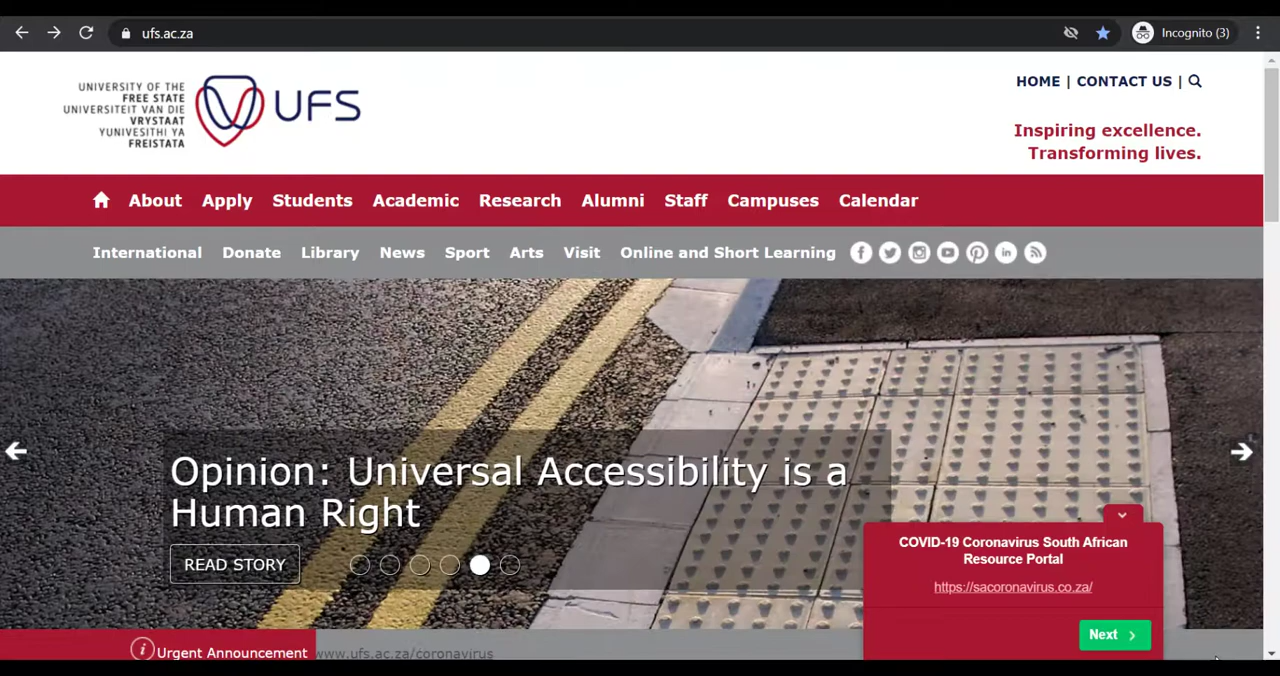 ufs.ac.za
Incognito (3)
UNIVERSITY OF THE
FREE STATE
UNIVERSITEIT VAN DIE
VRYSTAAT
YUNIVESITHI YA
FREISTATA
UFS
HOME | CONTACT US |
Inspiring excellence.
Transforming lives.
About Apply Students Academic Research Alumni Staff Campuses Calendar
International Donate Library News Sport Arts Visit Online and Short Learning
Opinion: Universal Accessibility is a
Human Right
READ STORY
COVID-19 Coronavirus South African
Resource Portal
https://sacoronavirus.co.za/
Next
Urgent Announcement www.ufs.ac.za/coronavirus